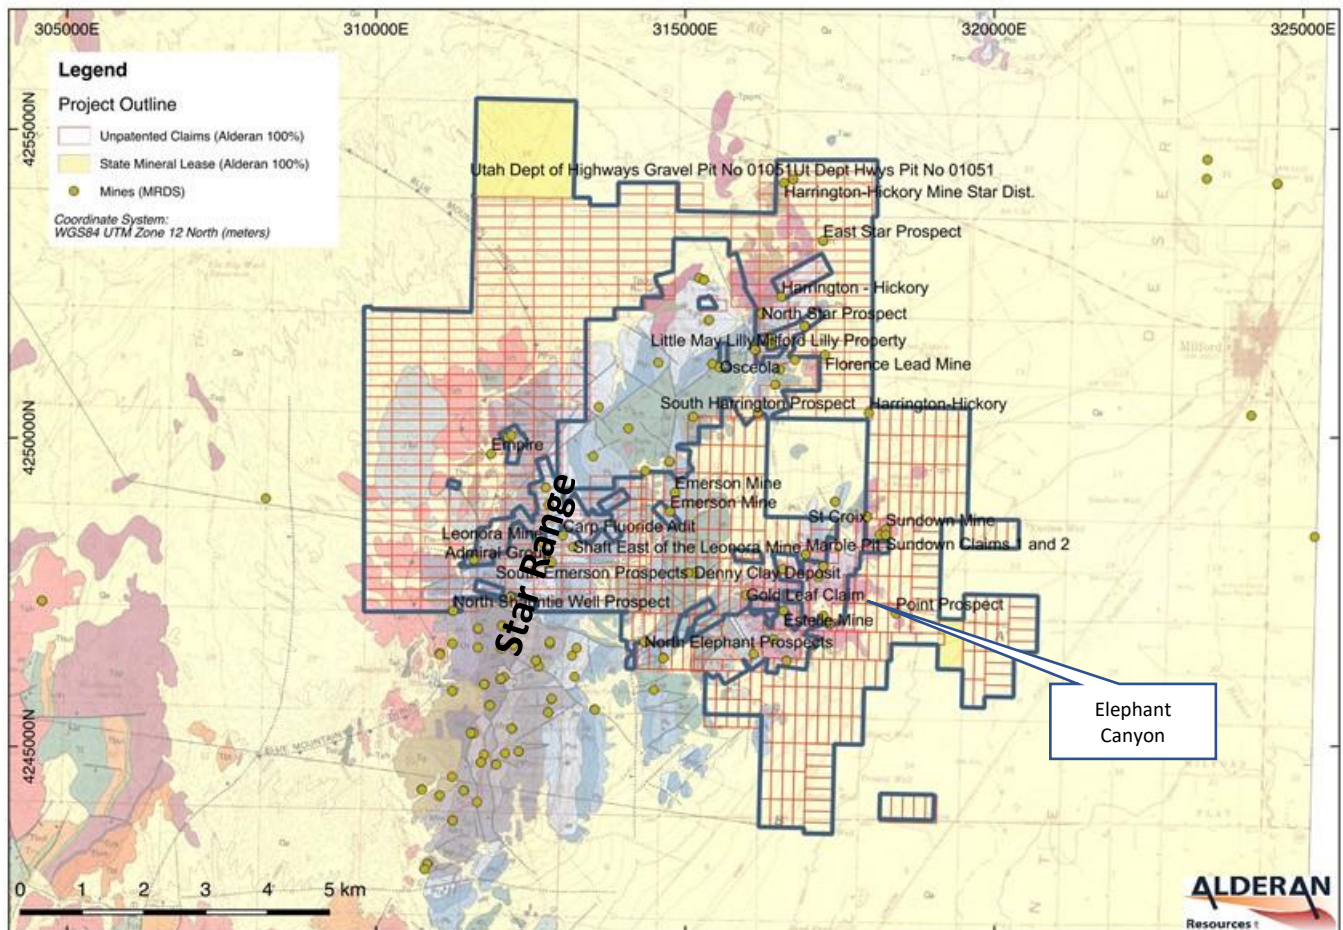 305000E
310000E
315000E
320000E
325000E
4255000N
4250000N
4245000N
Legend
Project Outline
Unpatented Claims (Alderan 100%)
State Mineral Lease (Alderan 100%)
Mines (MRDS)
Coordinate System:
WGS84 UTM Zone 12 North (meters)
Utah Dept of Highways Gravel Pit No 01051
Ut Dept Hwys Pit No 01051
Harrington-Hickory Mine Star Dist.
East Star Prospect
Harrington - Hickory
North Star Prospect
Little May Lilly
Milford Lilly Property
Osceola
Florence Lead Mine
South Harrington Prospect
Harrington-Hickory
Milford
Empire
Emerson Mine
Emerson Mine
St Croix
Sundown Mine
Carp Fluoride Adit
Leonora Mine
Shaft East of the Leonora Mine
Marble Pit
Sundown Claims 1 and 2
Admiral
South Emerson Prospects
Denny Clay Deposit
Gold Leaf Claim
Point Prospect
Well Prospect
Estelle Mine
North Elephant Prospects
Star Range
Elephant
Canyon
BLUE MOUNTAIN
0 1 2 3 4 5 km
ALDERAN
Resources